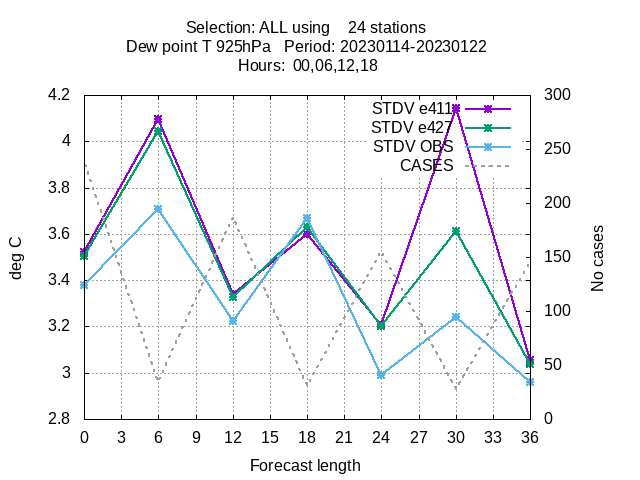 Selection: ALL using 24 stations
Dew point T 925hPa Period: 20230114-20230122
Hours: 00,06,12,18
4.2
4
3.8
3.6
3.4
3.2
3
2.8
deg C
300
250
200
150
100
50
0
No cases
STDV e411
STDV e427
STDV OBS
CASES
0 3 6 9 12 15 18 21 24 27 30 33 36
Forecast length